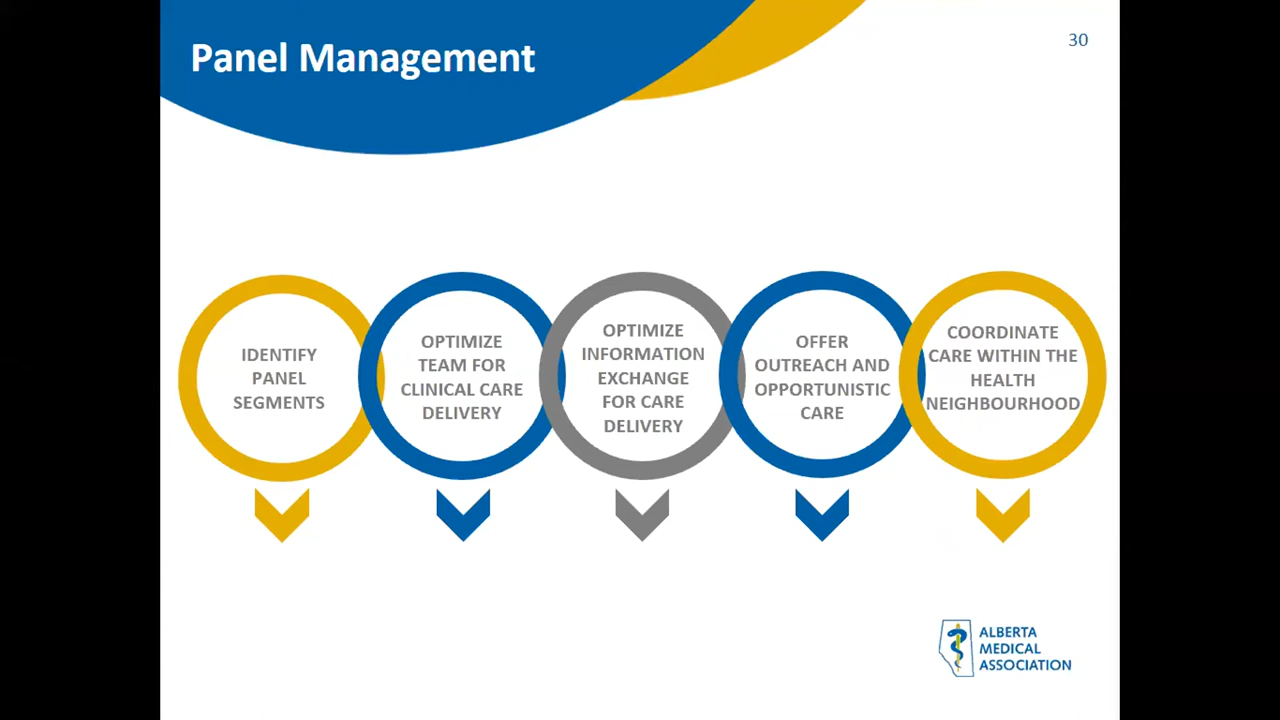 Panel Management
30
IDENTIFY
PANEL
SEGMENTS
OPTIMIZE
TEAM FOR
CLINICAL CARE
DELIVERY
OPTIMIZE
INFORMATION
EXCHANGE
FOR CARE
DELIVERY
OFFER
OUTREACH AND
OPPORTUNISTIC
CARE
COORDINATE
CARE WITHIN THE
HEALTH
NEIGHBOURHOOD
ALBERTA
MEDICAL
ASSOCIATION